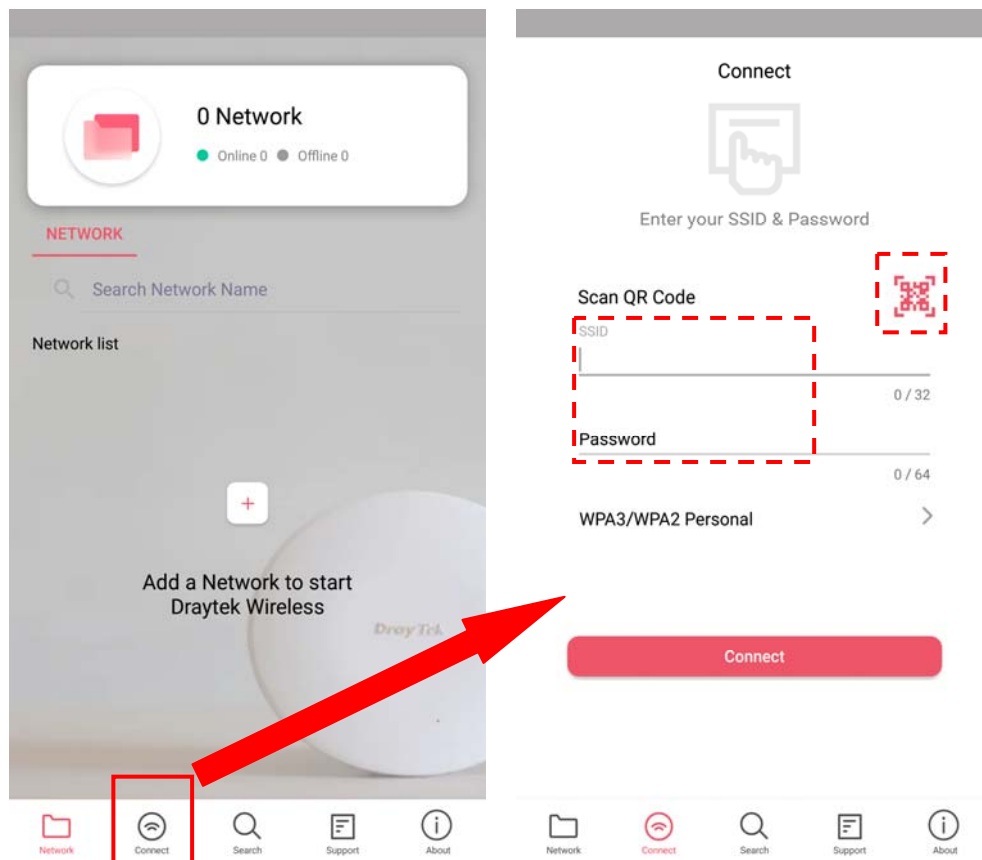 0 Network
Online 0 Offline 0
NETWORK
Search Network Name
Network list
+
Add a Network to start
Draytek Wireless
DrayTek
Network Connect Search Support About
Connect
Enter your SSID & Password
Scan QR Code
SSID
0 / 32
Password
0 / 64
WPA3/WPA2 Personal
Connect
Network Connect Search Support About